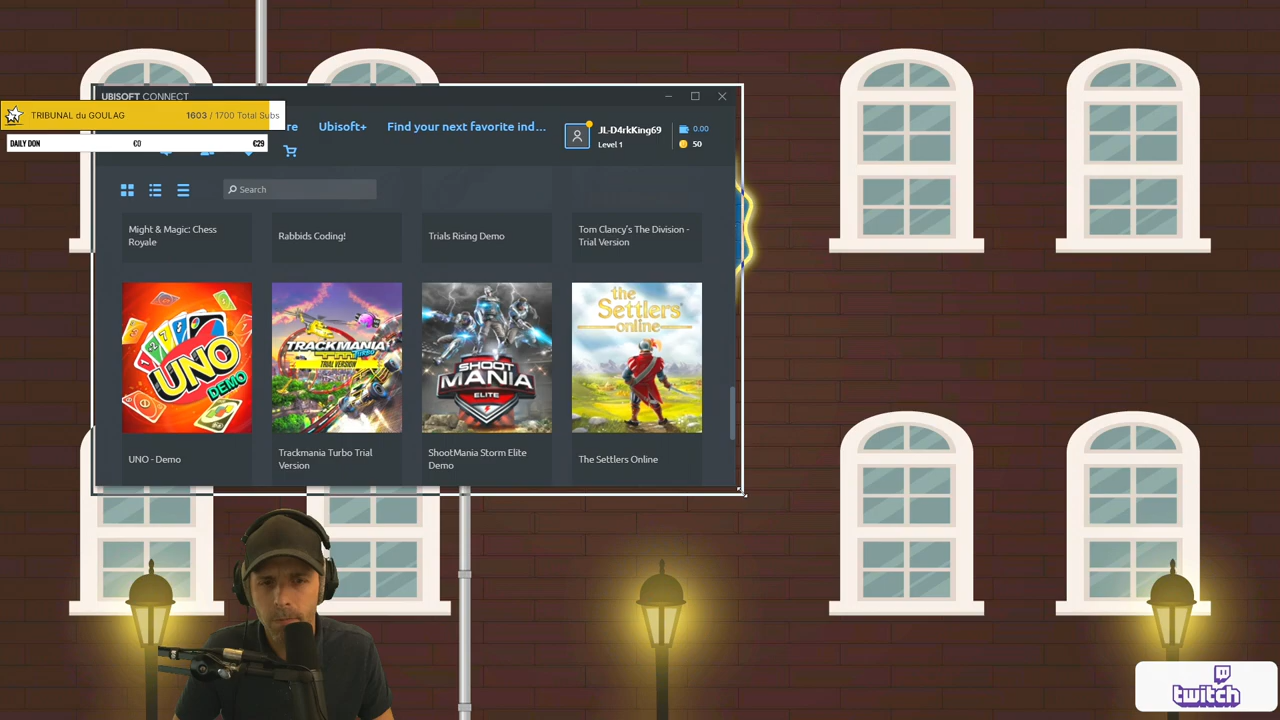 UBISOFT CONNECT
TRIBUNAL du GOULAG
1603 / 1700 Total Subs
DAILY DON
€0
€29
re
Ubisoft+
Find your next favorite ind...
JL-D4rkKing69
Level 1
0.00
50
Search
Might & Magic: Chess
Royale
Rabbids Coding!
Trials Rising Demo
Tom Clancy's The Division -
Trial Version
UNO
DEMO
TRACKMANIA
TURBO
TRIAL VERSION
SHOOT
MANIA
ELITE
the
Settlers
online
UNO - Demo
Trackmania Turbo Trial
Version
ShootMania Storm Elite
Demo
The Settlers Online
twitch